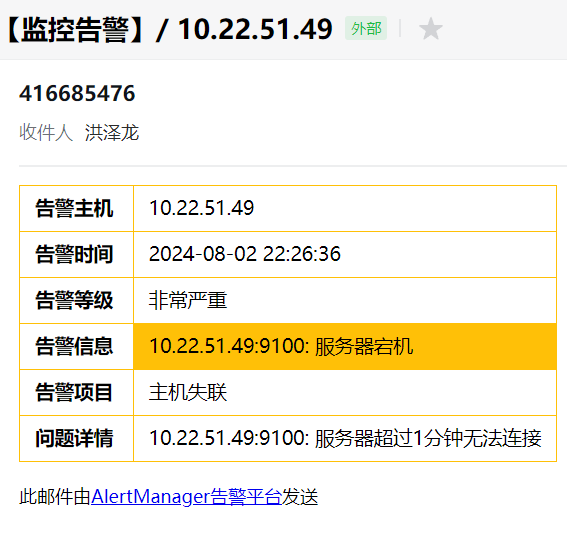 【监控告警】/ 10.22.51.49 外部
416685476
收件人 洪泽龙
告警主机 10.22.51.49
告警时间 2024-08-02 22:26:36
告警等级 非常严重
告警信息 10.22.51.49:9100: 服务器宕机
告警项目 主机失联
问题详情 10.22.51.49:9100: 服务器超过1分钟无法连接
此邮件由AlertManager告警平台发送